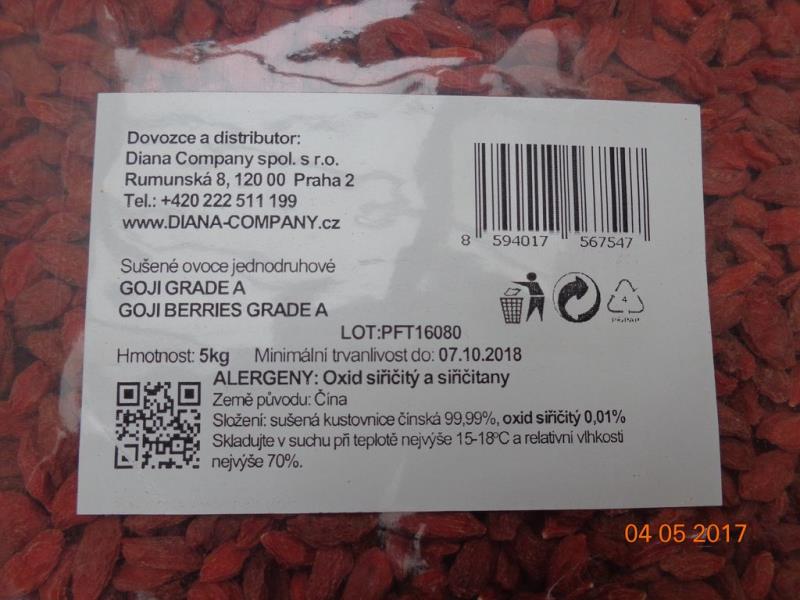 Dovozce a distributor:
Diana Company spol. s r.o.
Rumunská 8, 120 00 Praha 2
Tel.: +420 222 511 199
www.DIANA-COMPANY.cz
8 594017 567547
Sušené ovoce jednodruhové
GOJI GRADE A
GOJI BERRIES GRADE A
4
LOT:PFT16080
Hmotnost: 5kg Minimální trvanlivost do: 07.10.2018
ALERGENY: Oxid siřičitý a siřičitany
Země původu: Čína
Složení: sušená kustovnice čínská 99,99%, oxid siřičitý 0,01%
Skladujte v suchu při teplotě nejvýše 15-18ºC a relativní vlhkosti
nejvýše 70%.
04 05 2017